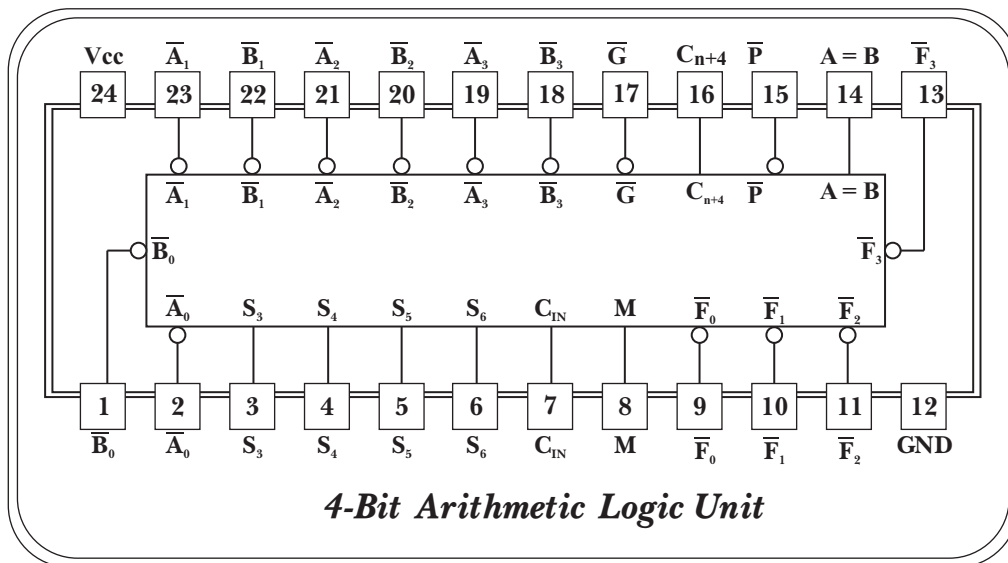 Vcc A̅₁ B̅₁ A̅₂ B̅₂ A̅₃ B̅₃ G̅ Cₙ₊₄ P̅ A = B F̅₃
24 23 22 21 20 19 18 17 16 15 14 13
A̅₁ B̅₁ A̅₂ B̅₂ A̅₃ B̅₃ G̅ Cₙ₊₄ P̅ A = B
B̅₀ F̅₃
A̅₀ S₃ S₄ S₅ S₆ C_IN M F̅₀ F̅₁ F̅₂
1 2 3 4 5 6 7 8 9 10 11 12
B̅₀ A̅₀ S₃ S₄ S₅ S₆ C_IN M F̅₀ F̅₁ F̅₂ GND
4-Bit Arithmetic Logic Unit